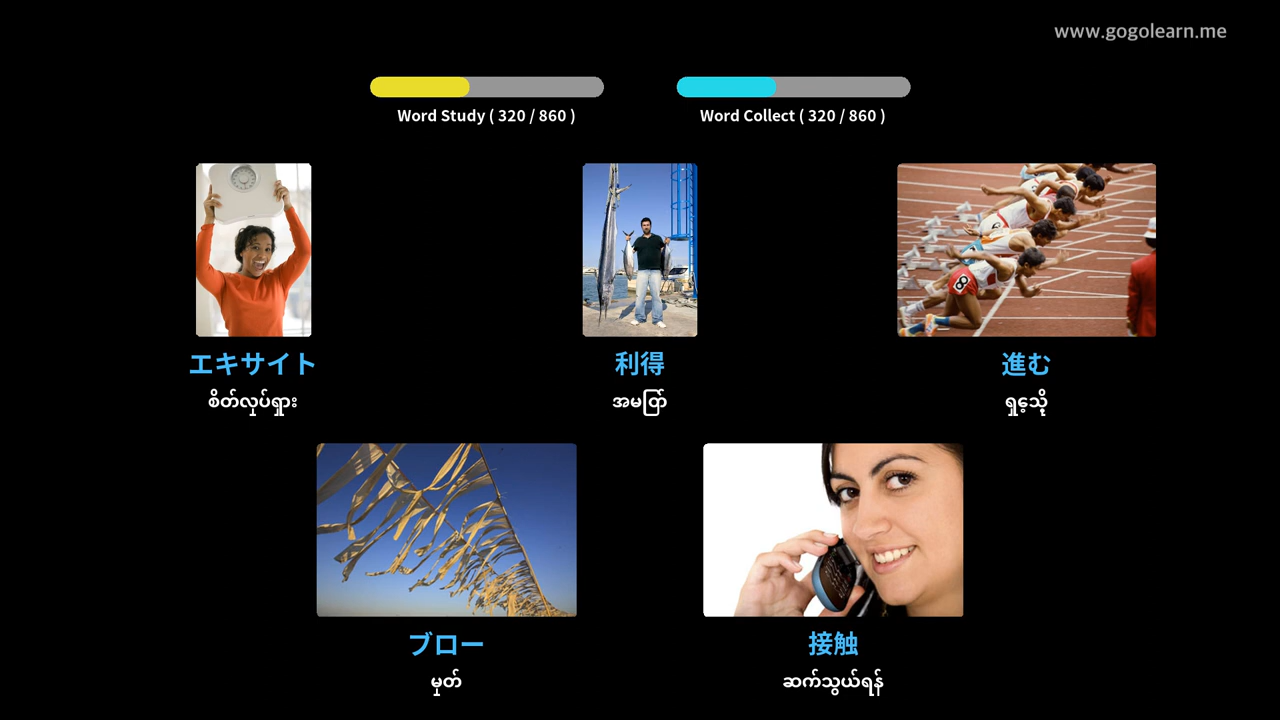 www.gogolearn.me
Word Study ( 320 / 860 )
Word Collect ( 320 / 860 )
エキサイト
利得
進む
စိတ်လှုပ်ရှား
အမြတ်
ရှေ့သို့
ブロー
接触
မှုတ်
ဆက်သွယ်ရန်